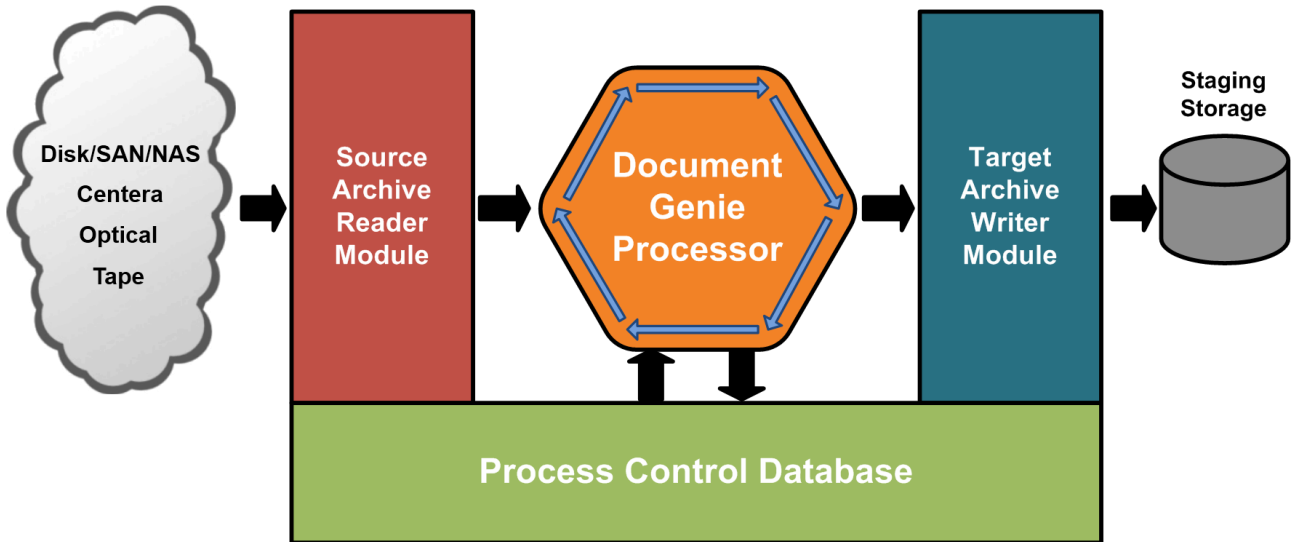 Disk/SAN/NAS
Centera
Optical
Tape
Source
Archive
Reader
Module
Document
Genie
Processor
Target
Archive
Writer
Module
Staging
Storage
Process Control Database